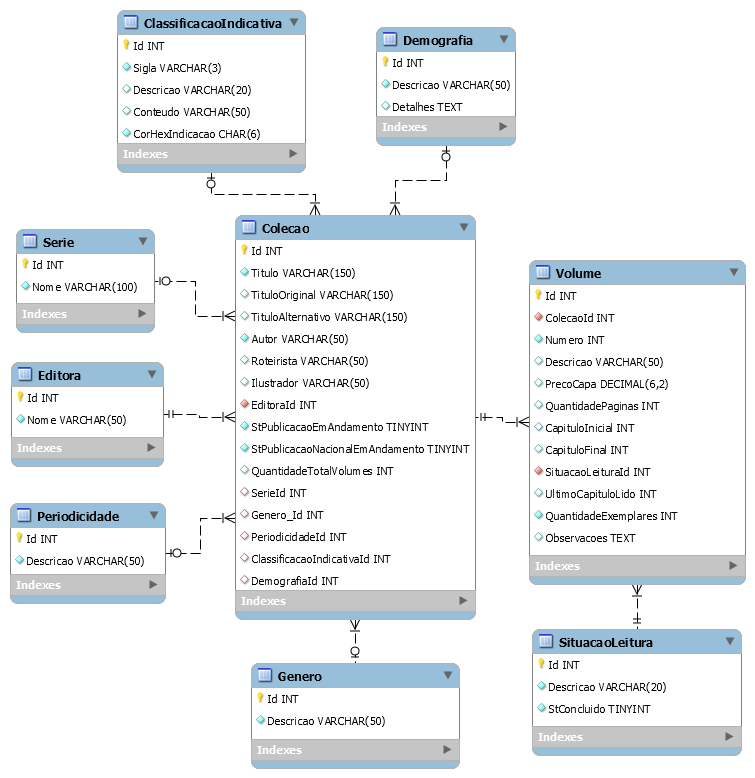 ClassificacaoIndicativa
Id INT
Sigla VARCHAR(3)
Descricao VARCHAR(20)
Conteudo VARCHAR(50)
CorHexIndicacao CHAR(6)
Indexes
Demografia
Id INT
Descricao VARCHAR(50)
Detalhes TEXT
Indexes
Serie
Id INT
Nome VARCHAR(100)
Indexes
Editora
Id INT
Nome VARCHAR(50)
Indexes
Periodicidade
Id INT
Descricao VARCHAR(50)
Indexes
Colecao
Id INT
Titulo VARCHAR(150)
TituloOriginal VARCHAR(150)
TituloAlternativo VARCHAR(150)
Autor VARCHAR(50)
Roteirista VARCHAR(50)
Ilustrador VARCHAR(50)
EditoraId INT
StPublicacaoEmAndamento TINYINT
StPublicacaoNacionalEmAndamento TINYINT
QuantidadeTotalVolumes INT
SerieId INT
Genero_Id INT
PeriodicidadeId INT
ClassificacaoIndicativaId INT
DemografiaId INT
Indexes
Volume
Id INT
ColecaoId INT
Numero INT
Descricao VARCHAR(50)
PrecoCapa DECIMAL(6,2)
QuantidadePaginas INT
CapituloInicial INT
CapituloFinal INT
SituacaoLeituraId INT
UltimoCapituloLido INT
QuantidadeExemplares INT
Observacoes TEXT
Indexes
Genero
Id INT
Descricao VARCHAR(50)
Indexes
SituacaoLeitura
Id INT
Descricao VARCHAR(20)
StConcluido TINYINT
Indexes